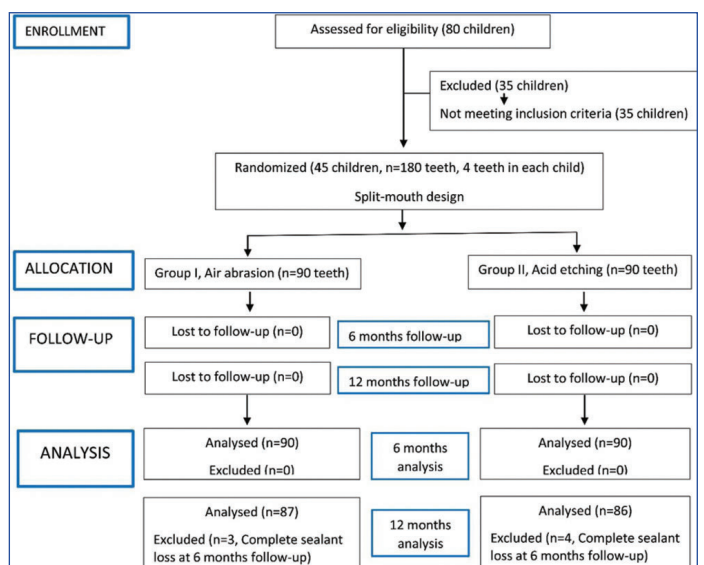 ENROLLMENT
Assessed for eligibility (80 children)
Excluded (35 children)
Not meeting inclusion criteria (35 children)
Randomized (45 children, n=180 teeth, 4 teeth in each child)
Split-mouth design
ALLOCATION
Group I, Air abrasion (n=90 teeth)
Group II, Acid etching (n=90 teeth)
FOLLOW-UP
Lost to follow-up (n=0)
6 months follow-up
Lost to follow-up (n=0)
Lost to follow-up (n=0)
12 months follow-up
Lost to follow-up (n=0)
ANALYSIS
Analysed (n=90)
Excluded (n=0)
6 months
analysis
Analysed (n=90)
Excluded (n=0)
Analysed (n=87)
Excluded (n=3, Complete sealant
loss at 6 months follow-up)
12 months
analysis
Analysed (n=86)
Excluded (n=4, Complete sealant
loss at 6 months follow-up)